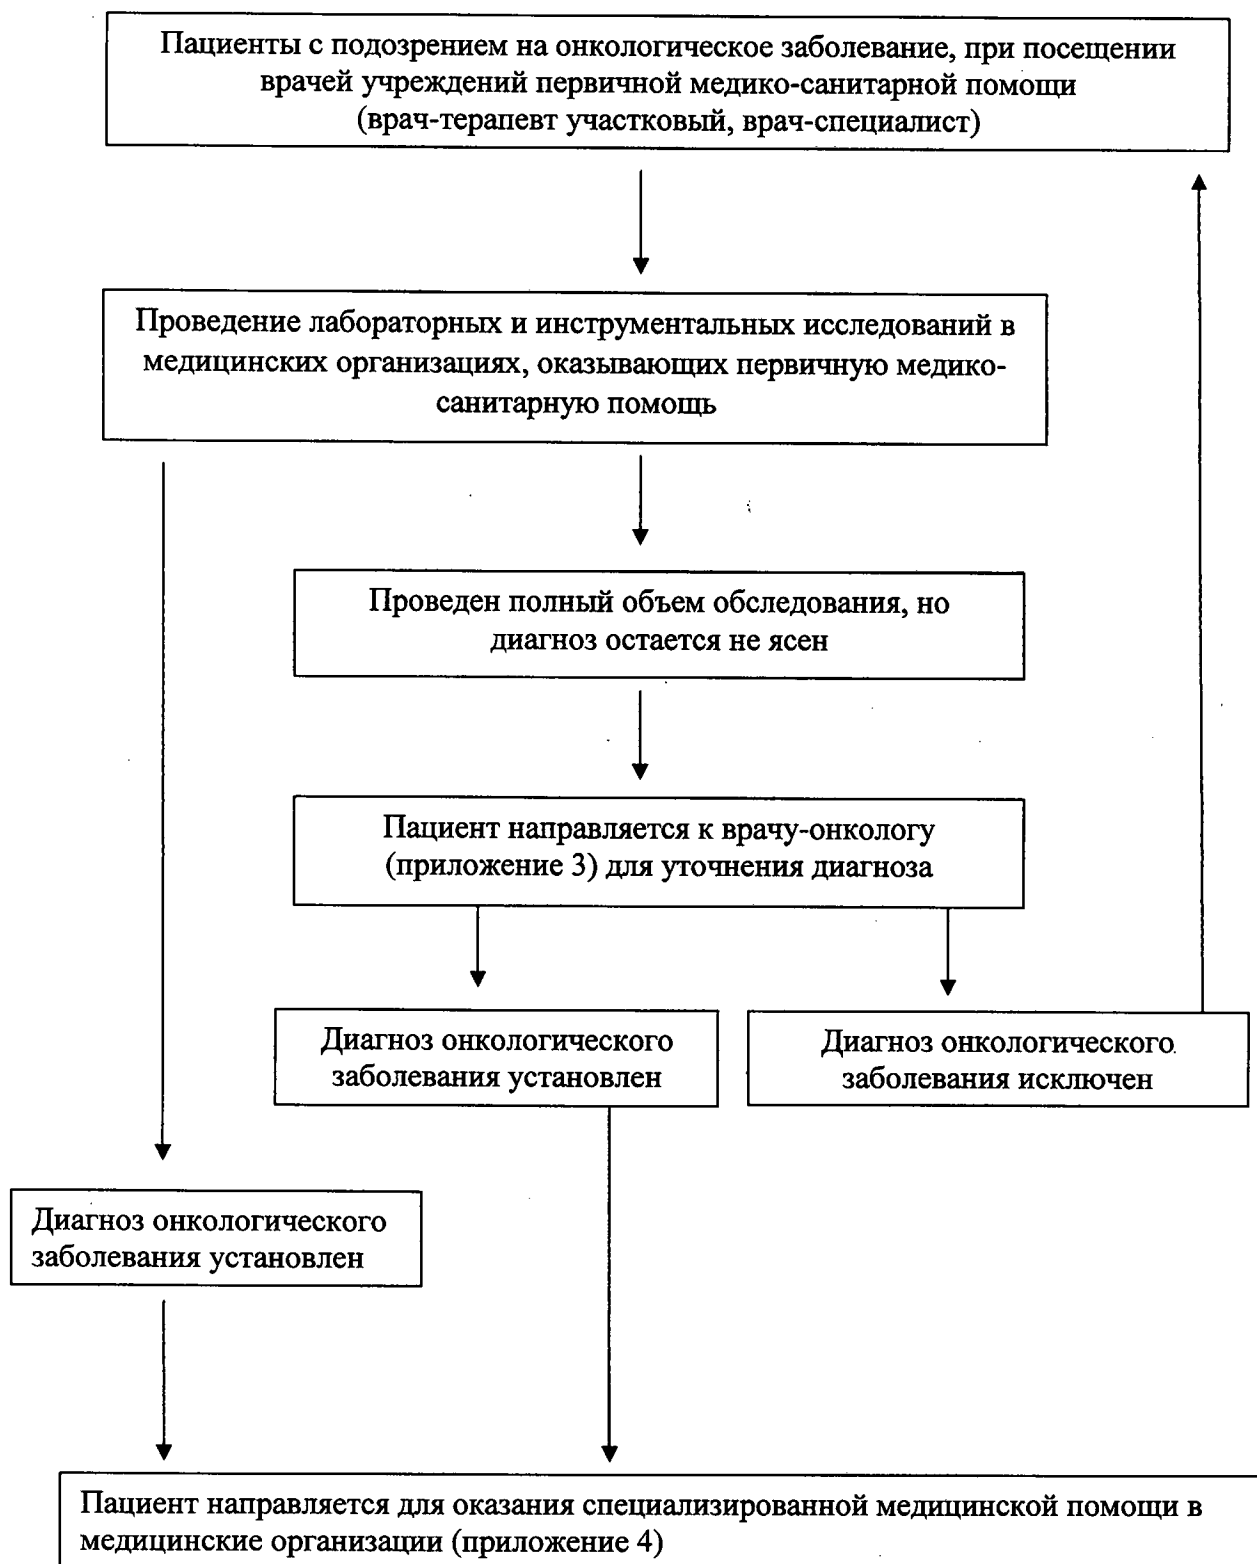 Пациенты с подозрением на онкологическое заболевание, при посещении
врачей учреждений первичной медико-санитарной помощи
(врач-терапевт участковый, врач-специалист)
Проведение лабораторных и инструментальных исследований в
медицинских организациях, оказывающих первичную медико-
санитарную помощь
Проведен полный объем обследования, но
диагноз остается не ясен
Пациент направляется к врачу-онкологу
(приложение 3) для уточнения диагноза
Диагноз онкологического
заболевания установлен
Диагноз онкологического
заболевания исключен
Диагноз онкологического
заболевания установлен
Пациент направляется для оказания специализированной медицинской помощи в
медицинские организации (приложение 4)